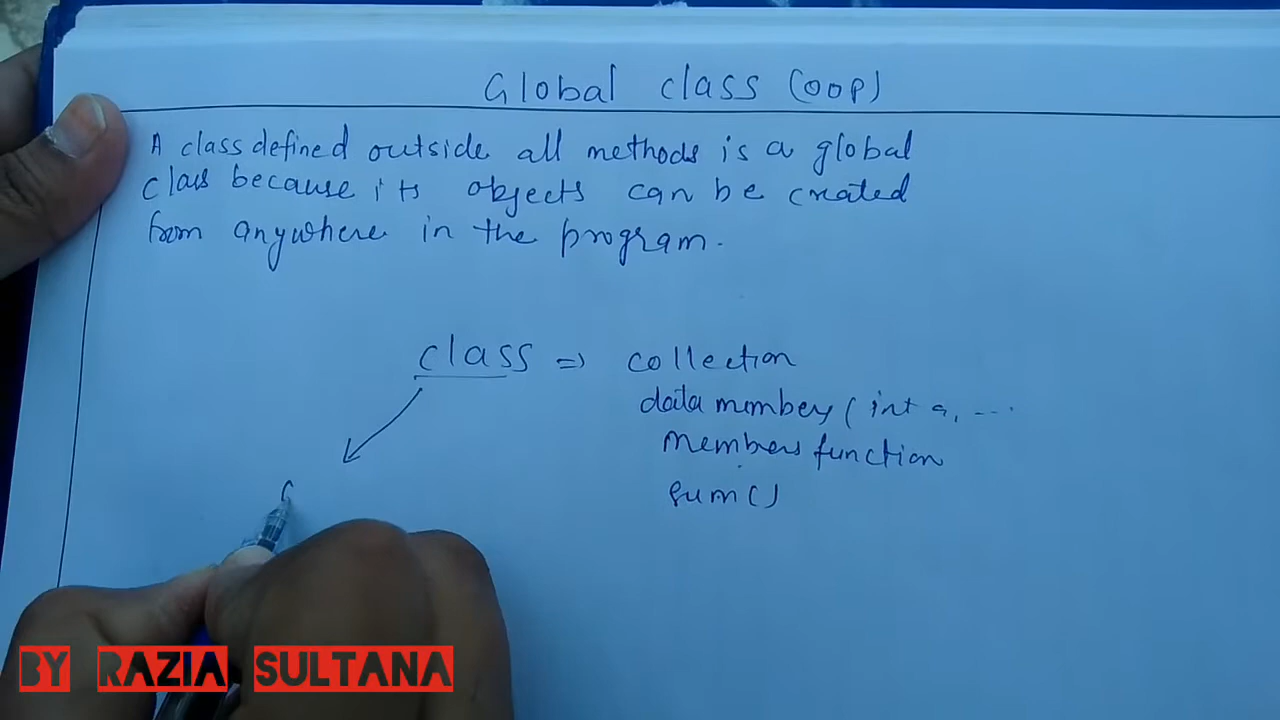 Global class (OOP)
A class defined outside all methods is a global
class because its objects can be created
from anywhere in the program.
class => collection
data members ( int a, ...
members function
sum()
BY RAZIA SULTANA